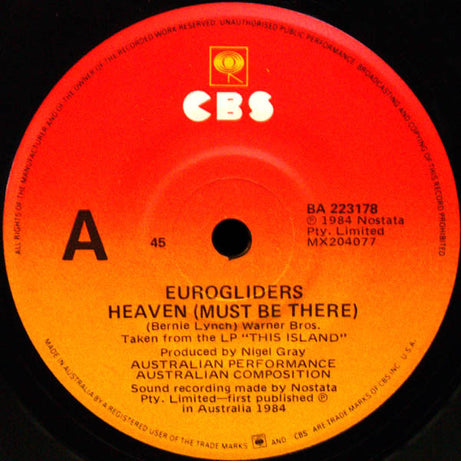 ALL RIGHTS OF THE MANUFACTURER AND OF THE OWNER OF THE RECORDED WORK RESERVED. UNAUTHORISED PUBLIC PERFORMANCE, BROADCASTING AND COPYING OF THIS RECORD PROHIBITED
CBS
A
45
BA 223178
℗ 1984 Nostata
Pty. Limited
MX204077
EUROGLIDERS
HEAVEN (MUST BE THERE)
(Bernie Lynch) Warner Bros.
Taken from the LP "THIS ISLAND"
Produced by Nigel Gray
AUSTRALIAN PERFORMANCE
AUSTRALIAN COMPOSITION
Sound recording made by Nostata
Pty. Limited—first published ℗
in Australia 1984
MADE IN AUSTRALIA BY A REGISTERED USER OF THE TRADE MARKS AND CBS ARE TRADE MARKS OF CBS INC. U.S.A.